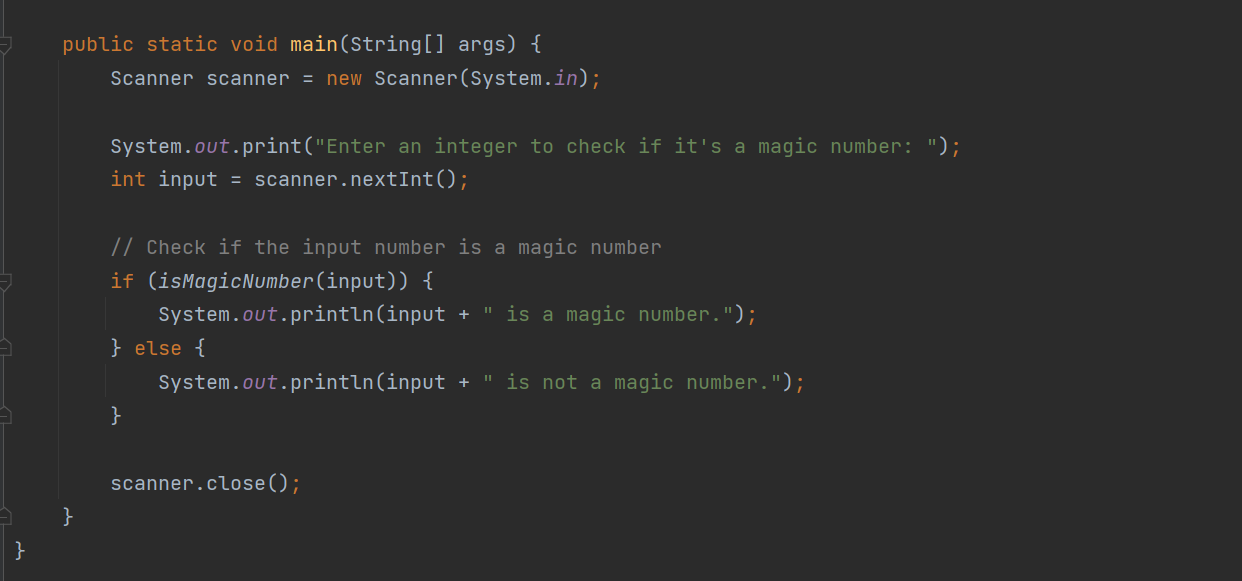 public static void main(String[] args) {
Scanner scanner = new Scanner(System.in);
System.out.print("Enter an integer to check if it's a magic number: ");
int input = scanner.nextInt();
// Check if the input number is a magic number
if (isMagicNumber(input)) {
System.out.println(input + " is a magic number.");
} else {
System.out.println(input + " is not a magic number.");
}
scanner.close();
}
}